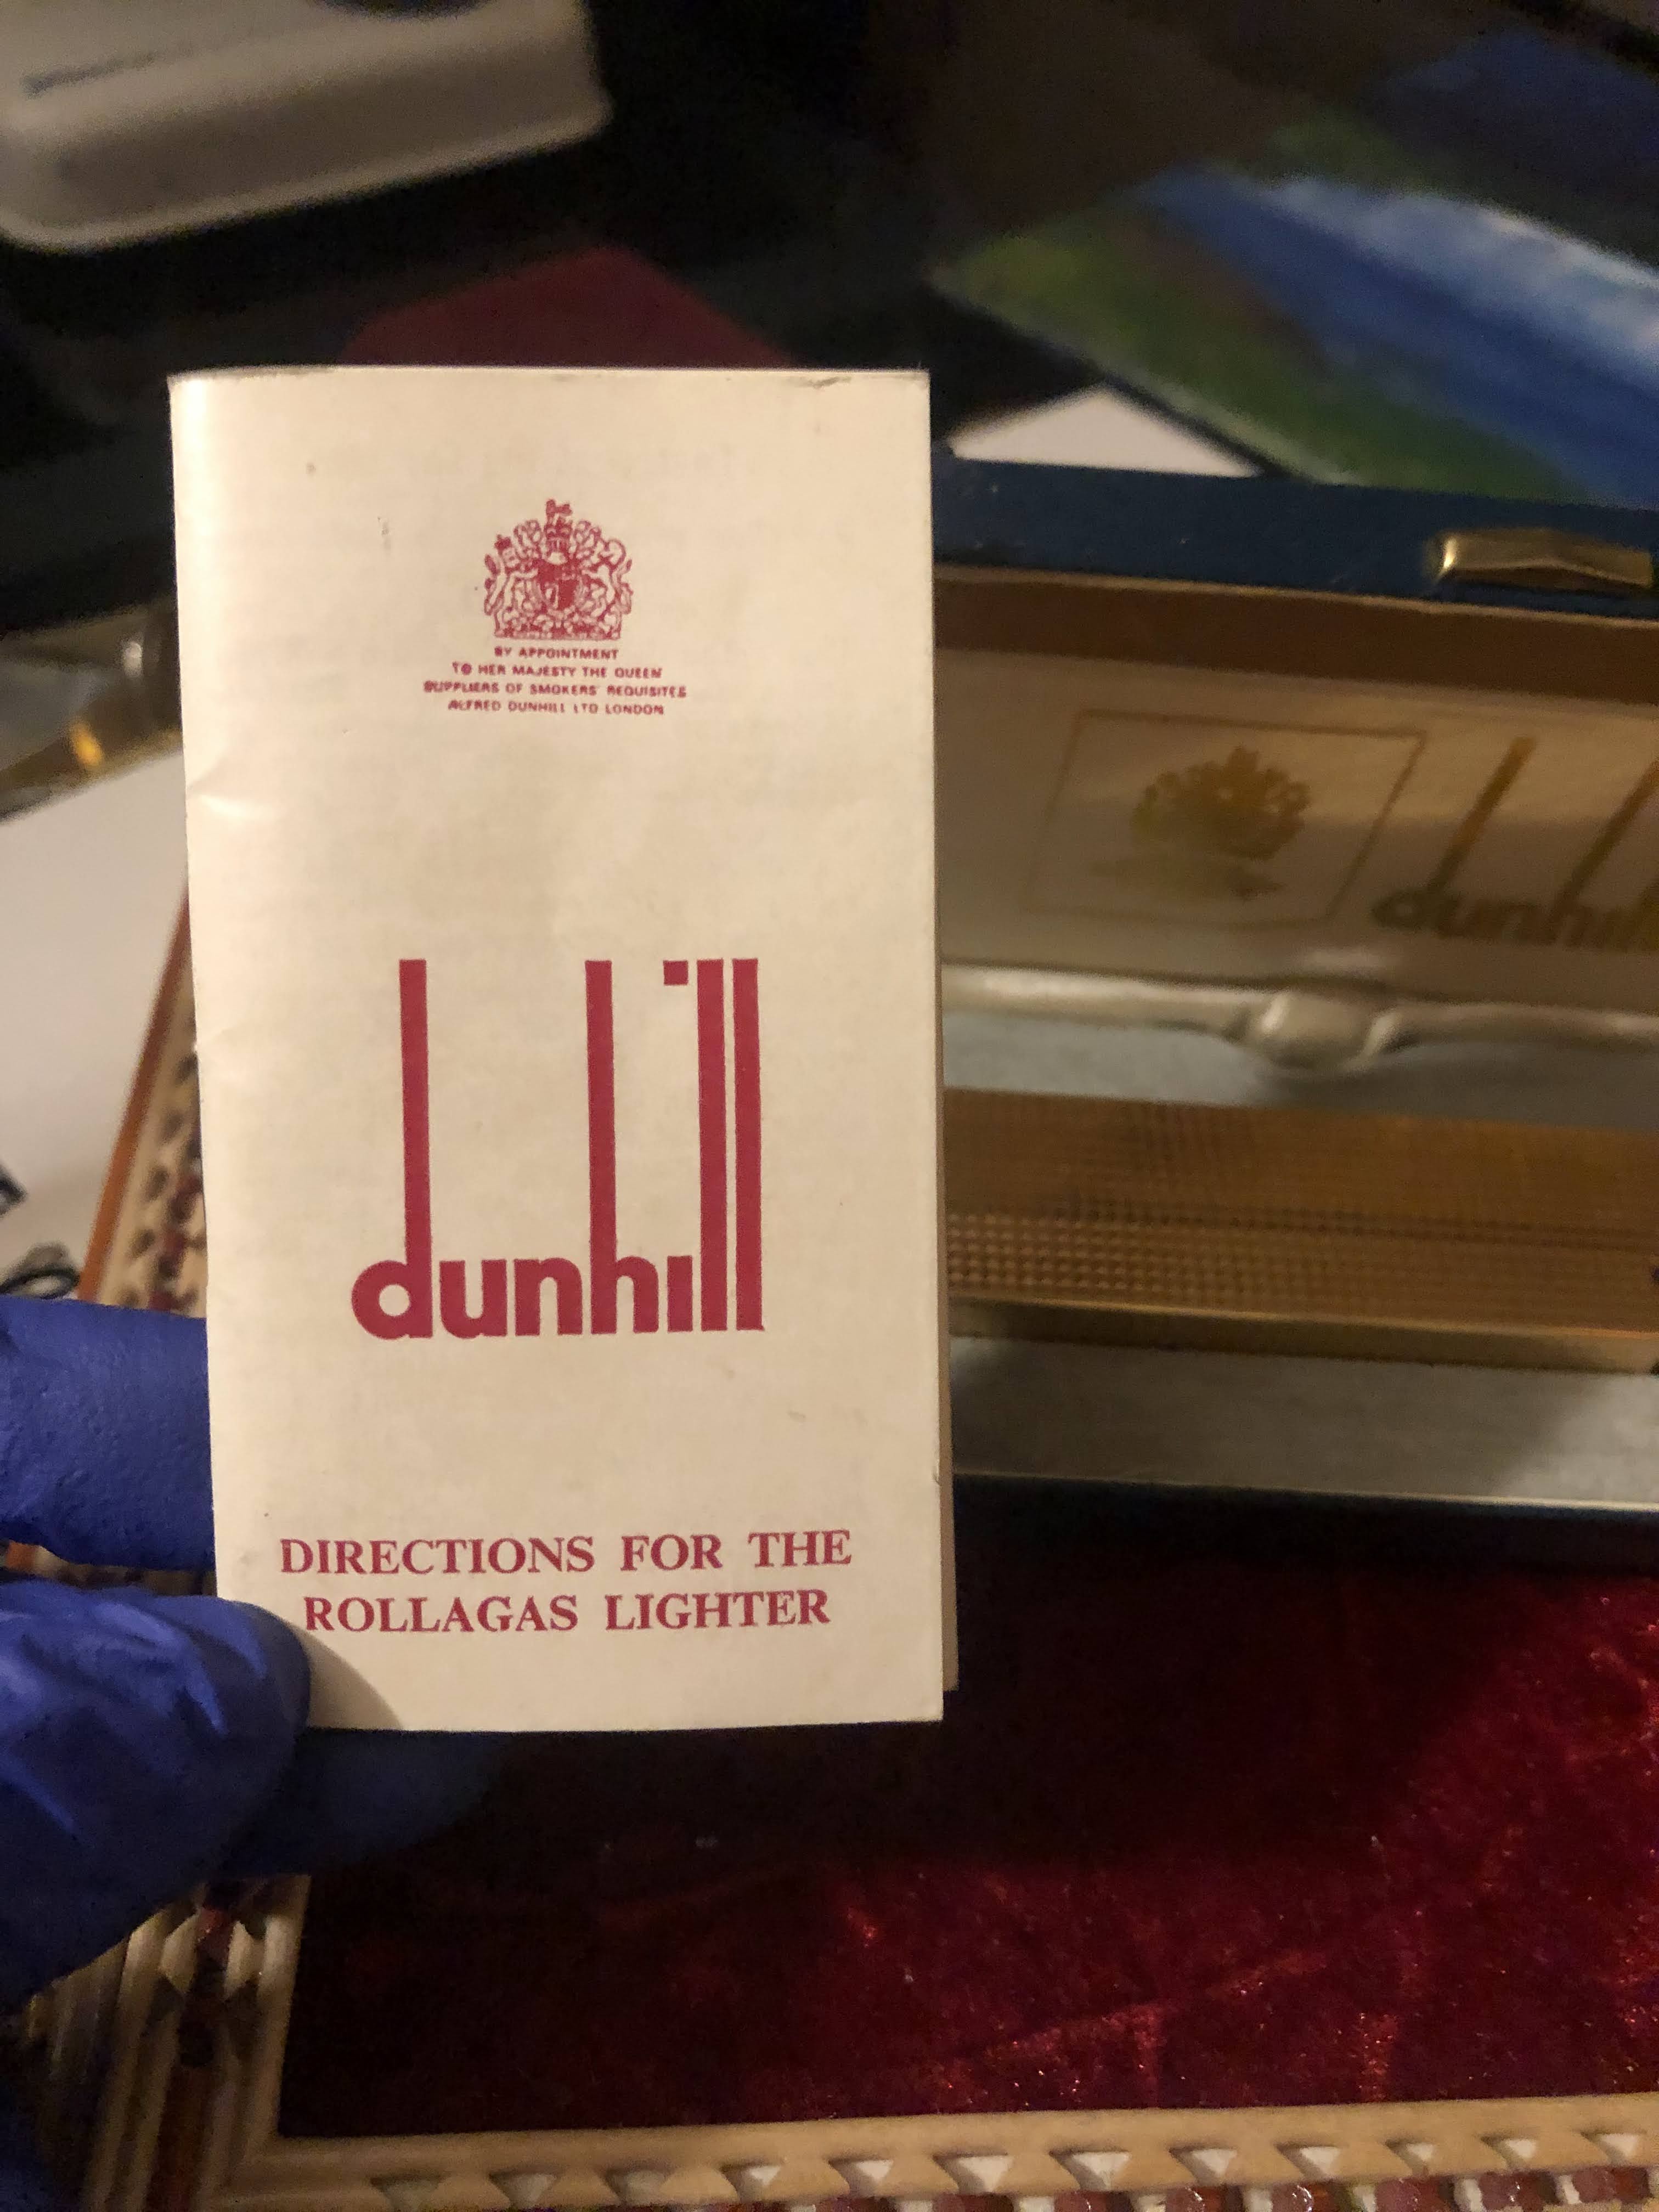 BY APPOINTMENT
TO HER MAJESTY THE QUEEN
SUPPLIERS OF SMOKERS' REQUISITES
ALFRED DUNHILL LTD LONDON
dunhill
DIRECTIONS FOR THE
ROLLAGAS LIGHTER
dunhill